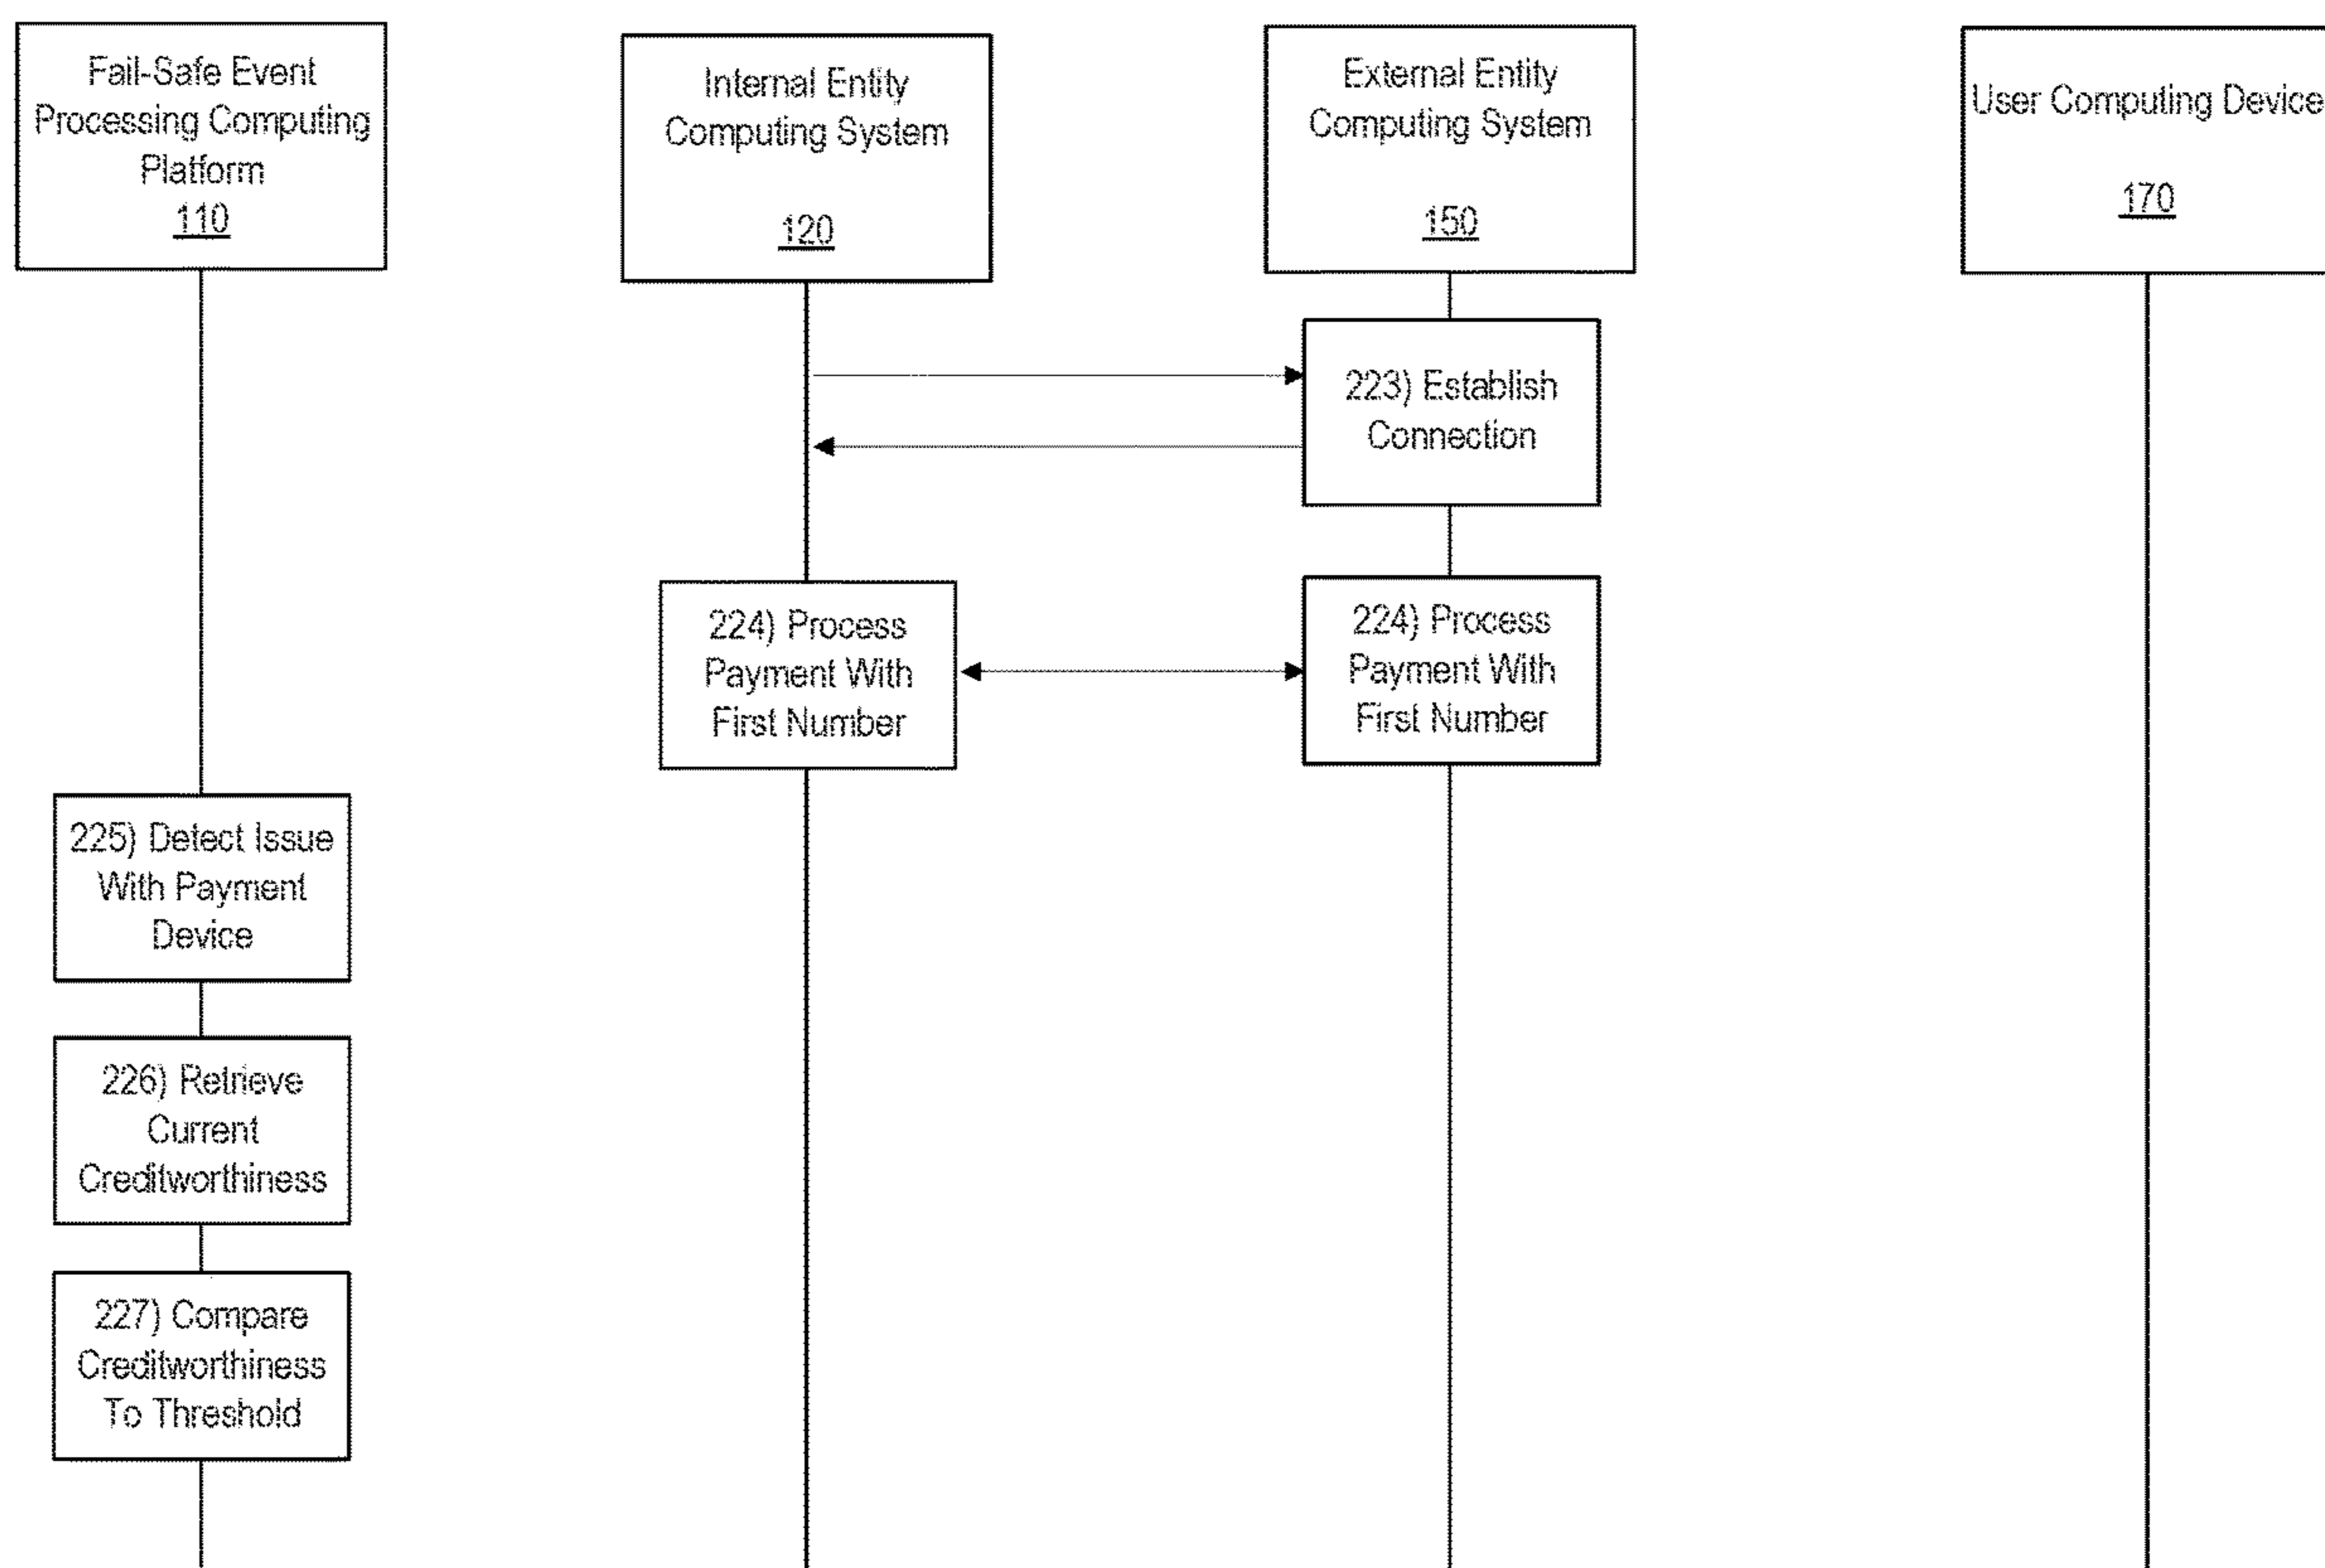 Fail-Safe Event
Processing Computing
Platform
110
Internal Entity
Computing System
120
External Entity
Computing System
150
User Computing Device
170
223) Establish
Connection
224) Process
Payment With
First Number
224) Process
Payment With
First Number
225) Detect Issue
With Payment
Device
226) Retrieve
Current
Creditworthiness
227) Compare
Creditworthiness
To Threshold